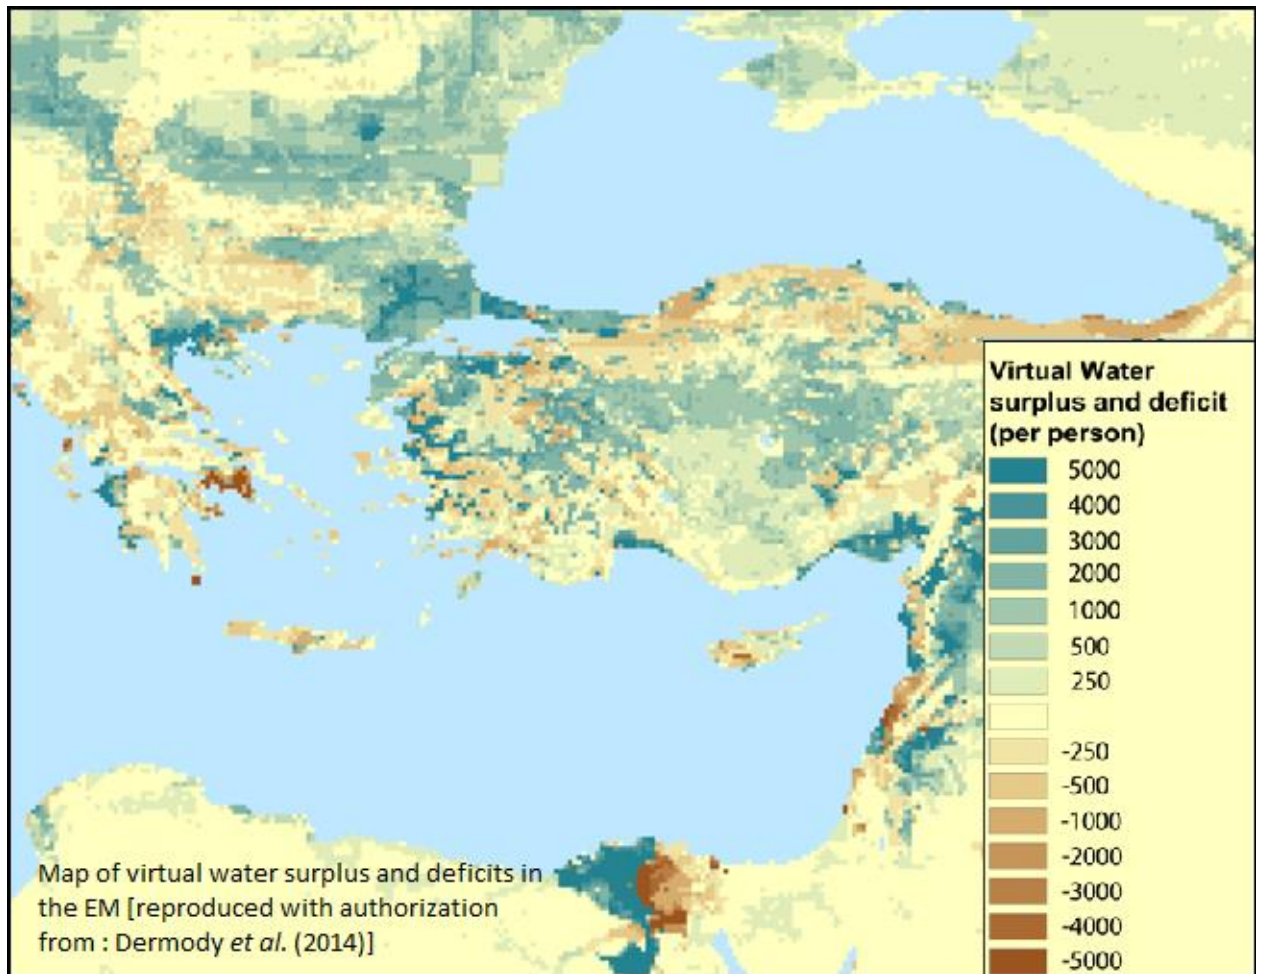 Virtual Water
surplus and deficit
(per person)
5000
4000
3000
2000
1000
500
250
-250
-500
-1000
-2000
-3000
-4000
-5000
Map of virtual water surplus and deficits in
the EM [reproduced with authorization
from : Dermody et al. (2014)]